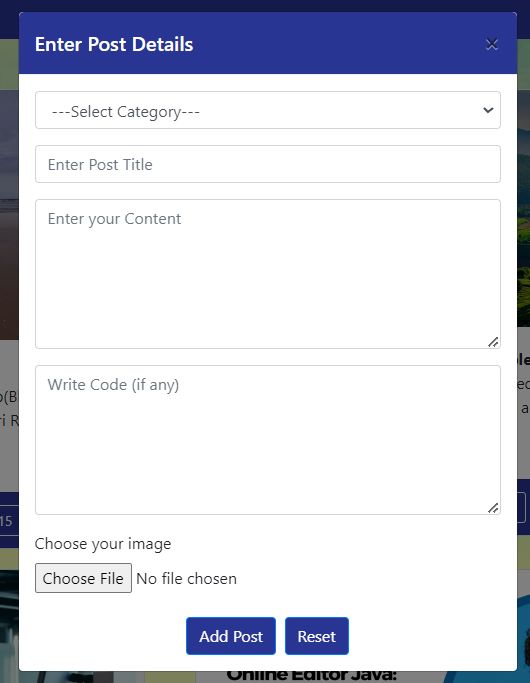 Enter Post Details
×
---Select Category---
Enter Post Title
Enter your Content
Write Code (if any)
15
Choose your image
Choose File No file chosen
Add Post Reset
Online Editor Java: